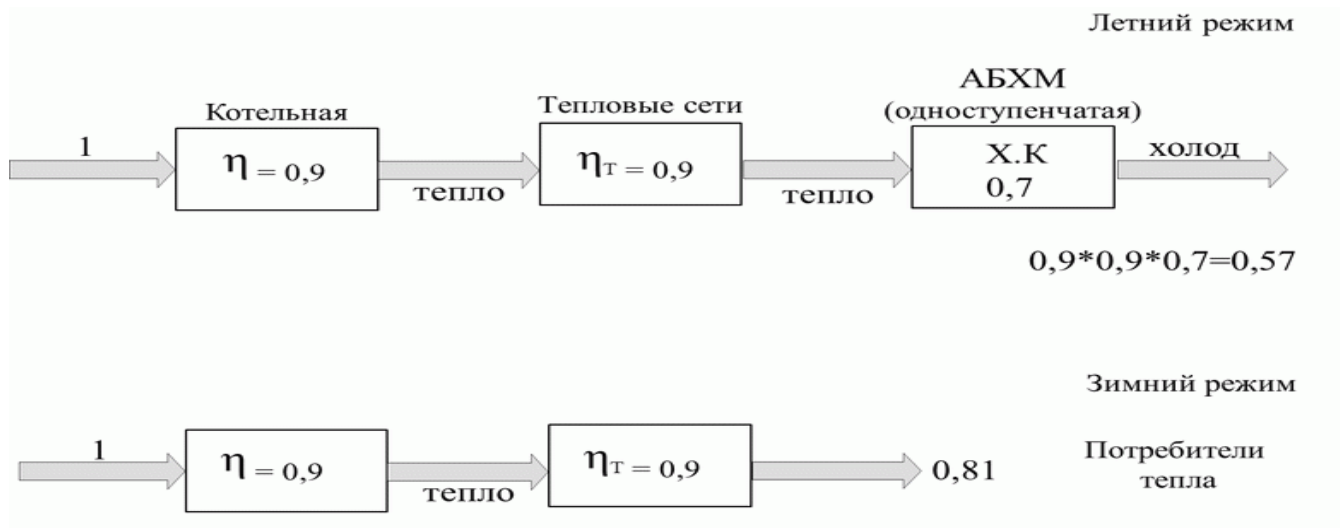 Летний режим
АБХМ
(одноступенчатая)
Котельная
Тепловые сети
1
η = 0,9
тепло
ηТ = 0,9
тепло
Х.К
0,7
холод
0,9*0,9*0,7=0,57
Зимний режим
1
η = 0,9
тепло
ηТ = 0,9
0,81
Потребители
тепла